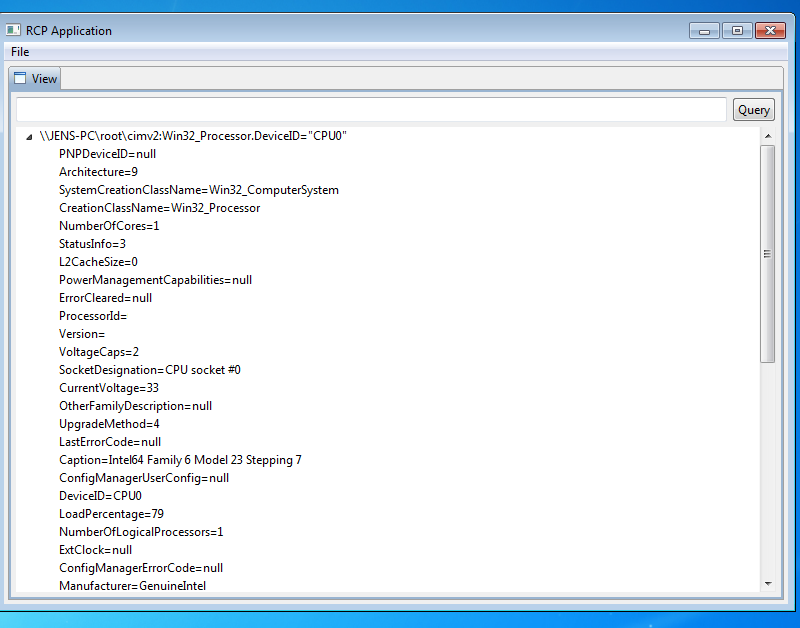 RCP Application
File
View
Query
\\JENS-PC\root\cimv2:Win32_Processor.DeviceID="CPU0"
PNPDeviceID=null
Architecture=9
SystemCreationClassName=Win32_ComputerSystem
CreationClassName=Win32_Processor
NumberOfCores=1
StatusInfo=3
L2CacheSize=0
PowerManagementCapabilities=null
ErrorCleared=null
ProcessorId=
Version=
VoltageCaps=2
SocketDesignation=CPU socket #0
CurrentVoltage=33
OtherFamilyDescription=null
UpgradeMethod=4
LastErrorCode=null
Caption=Intel64 Family 6 Model 23 Stepping 7
ConfigManagerUserConfig=null
DeviceID=CPU0
LoadPercentage=79
NumberOfLogicalProcessors=1
ExtClock=null
ConfigManagerErrorCode=null
Manufacturer=GenuineIntel